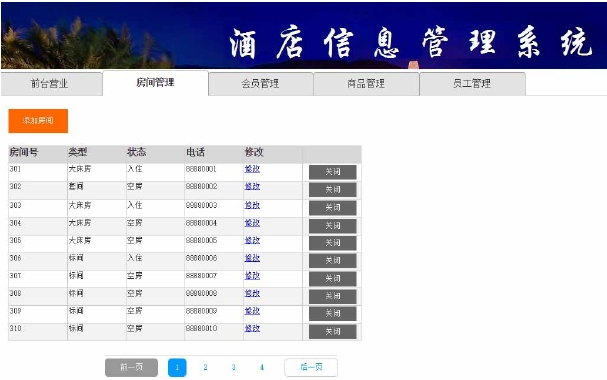 酒店信息管理系统
前台营业 房间管理 会员管理 商品管理 员工管理
添加房间
房间号 类型 状态 电话 修改
301 大床房 入住 88880001 修改 关闭
302 套间 空房 88880002 修改 关闭
303 大床房 入住 88880003 修改 关闭
304 大床房 空房 88880004 修改 关闭
305 大床房 空房 88880005 修改 关闭
306 标间 入住 88880006 修改 关闭
307 标间 空房 88880007 修改 关闭
308 标间 空房 88880008 修改 关闭
309 标间 空房 88880009 修改 关闭
310 标间 空房 88880010 修改 关闭
前一页 1 2 3 4 后一页